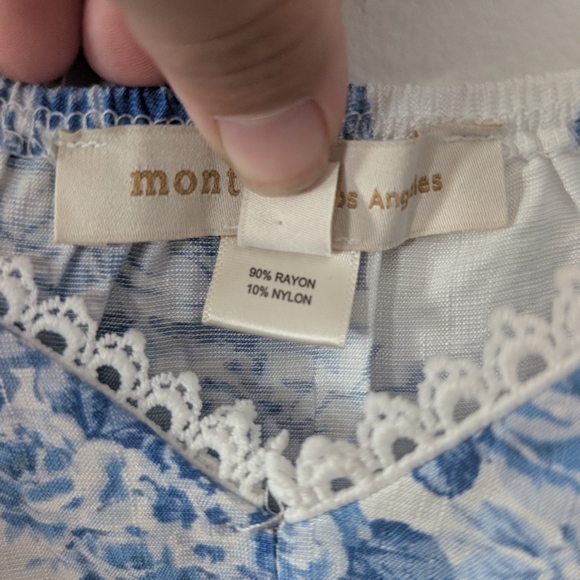 mont
os Angeles
90% RAYON
10% NYLON